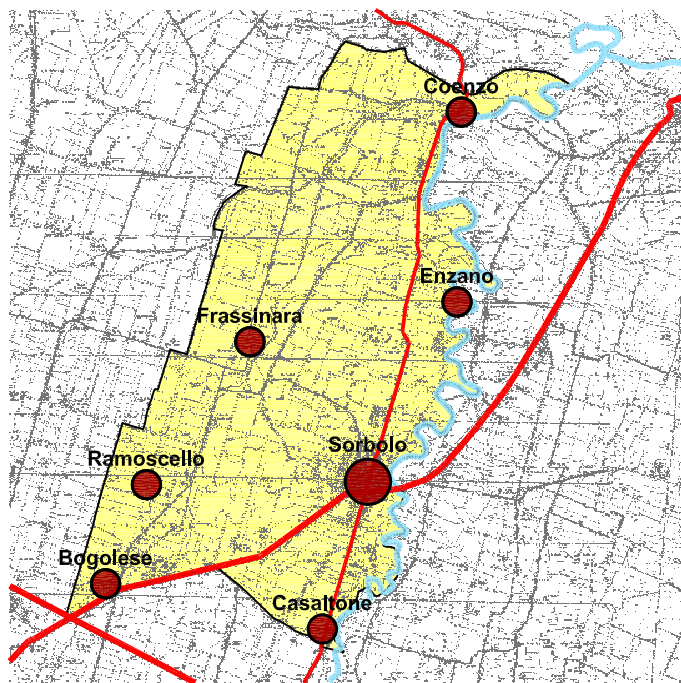 Coenzo
Enzano
Frassinara
Sorbolo
Ramoscello
Bogolese
Casaltone